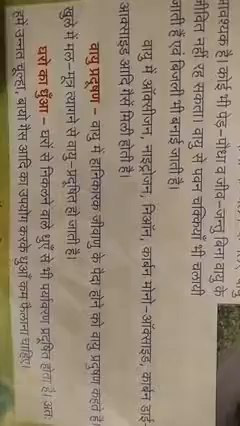 आवश्यक है। कोई भी पेड़-पौधा व जीव-जन्तु बिना वायु के
जीवित नहीं रह सकता। वायु से पवन चक्कियाँ भी चलायी
जाती हैं एवं बिजली भी बनाई जाती है।
वायु में ऑक्सीजन, नाइट्रोजन, निऑन, कार्बन मोनो-ऑक्साइड, कार्बन डाई
आक्साइड आदि गैसें मिली होती है।
वायु प्रदूषण - वायु में हानिकारक जीवाणु के पैदा होने को वायु प्रदूषण कहते हैं
खुले में मल-मूत्र त्यागने से वायु-प्रदूषित हो जाती है।
घरों का धुँआ - घरों से निकलने वाले धुएँ से भी पर्यावरण प्रदूषित होता है। अतः
हमें उन्नत चूल्हा, बायो गैस आदि का उपयोग करके धुआँ कम फैलाना चाहिए।